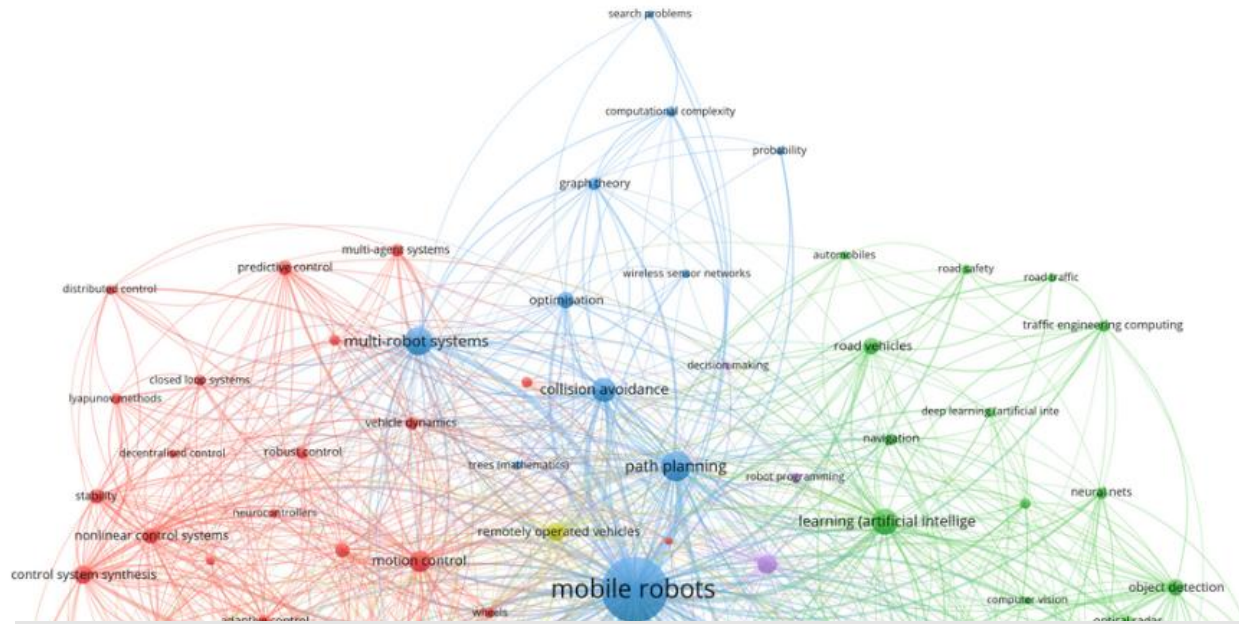 search problems
computational complexity
probability
graph theory
multi-agent systems
automobiles
predictive control
road safety
wireless sensor networks
road traffic
distributed control
optimisation
traffic engineering computing
multi-robot systems
road vehicles
decision making
closed loop systems
collision avoidance
lyapunov methods
deep learning (artificial inte
vehicle dynamics
navigation
decentralised control
robust control
trees (mathematics)
path planning
robot programming
stability
neural nets
neurocontrollers
learning (artificial intellige
nonlinear control systems
remotely operated vehicles
motion control
control system synthesis
mobile robots
object detection
computer vision
wheels
adaptive control
optical radar